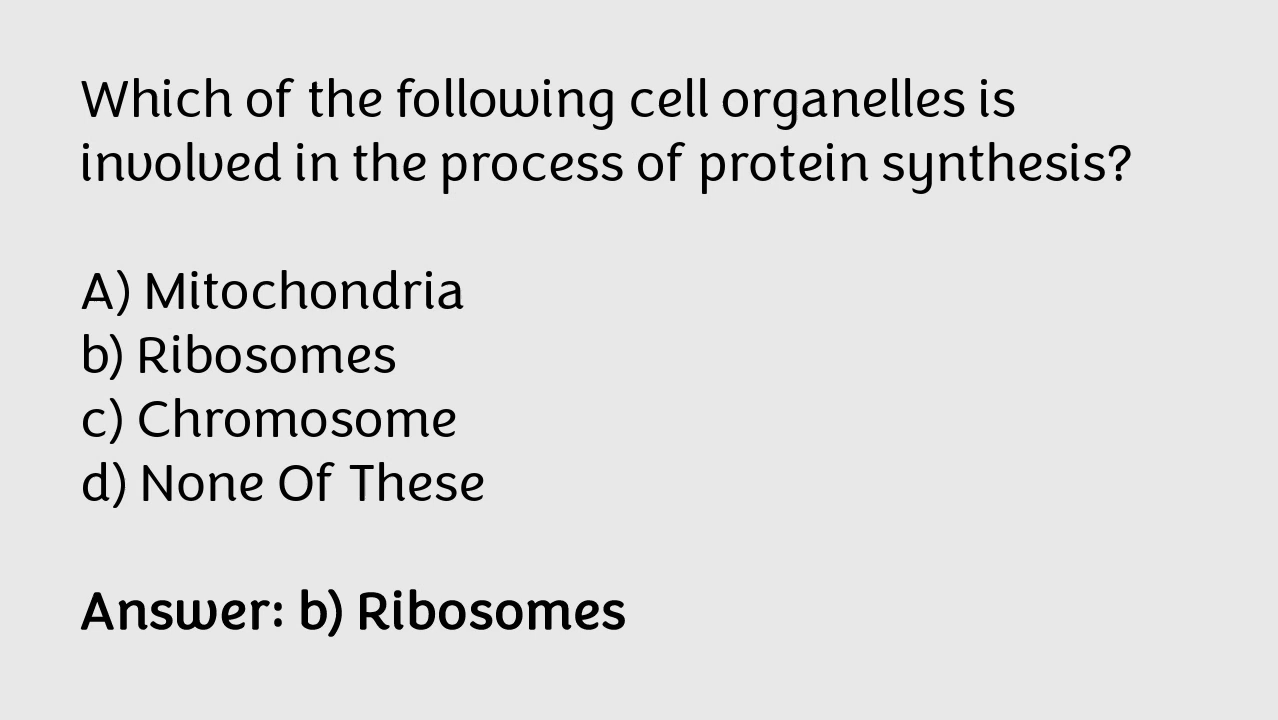 Which of the following cell organelles is
involved in the process of protein synthesis?
A) Mitochondria
b) Ribosomes
c) Chromosome
d) None Of These
Answer: b) Ribosomes